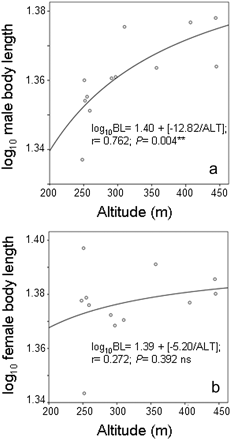 log10 male body length
1.38
1.36
1.34
log10BL= 1.40 + [-12.82/ALT];
r= 0.762; P= 0.004**
a
200 250 300 350 400 450
Altitude (m)
log10 female body length
1.40
1.38
1.36
1.34
log10BL= 1.39 + [-5.20/ALT];
r= 0.272; P= 0.392 ns
b
200 250 300 350 400 450
Altitude (m)